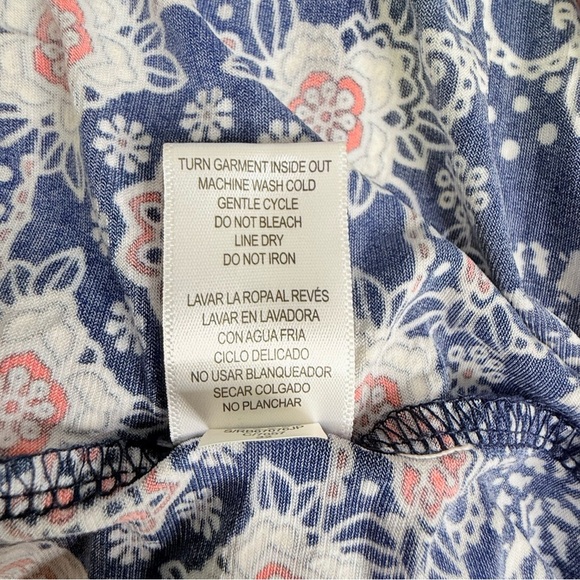 TURN GARMENT INSIDE OUT
MACHINE WASH COLD
GENTLE CYCLE
DO NOT BLEACH
LINE DRY
DO NOT IRON
LAVAR LA ROPA AL REVÉS
LAVAR EN LAVADORA
CON AGUA FRIA
CICLO DELICADO
NO USAR BLANQUEADOR
SECAR COLGADO
NO PLANCHAR